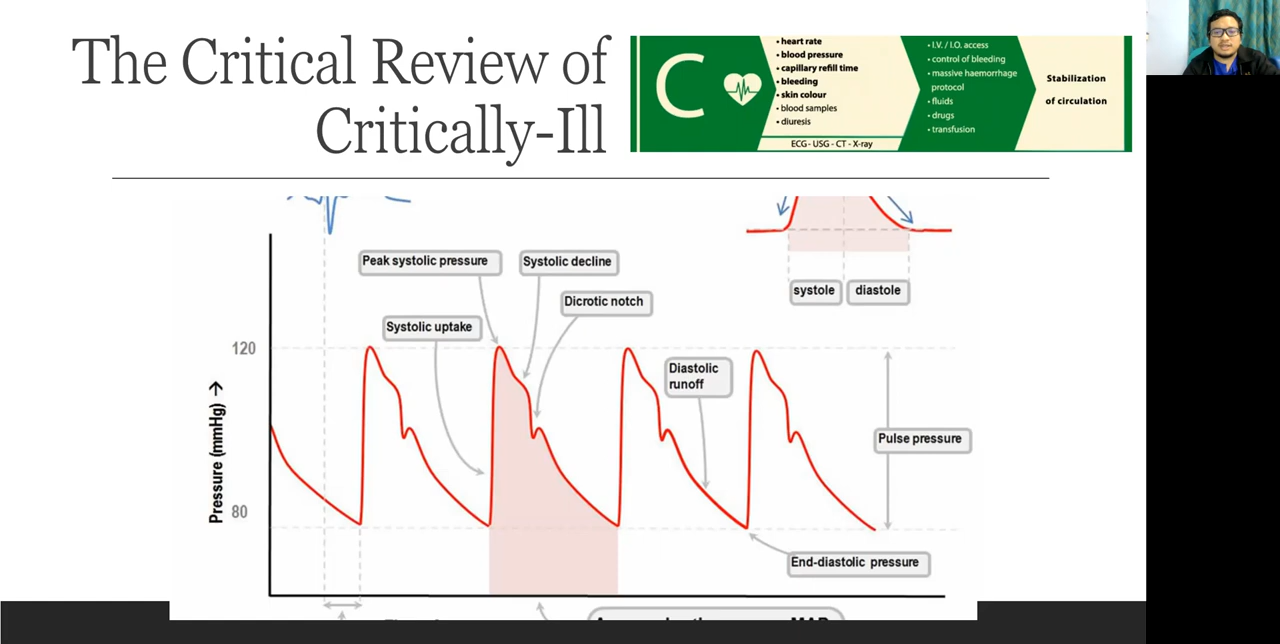 The Critical Review of
Critically-Ill
C
• heart rate
• blood pressure
• capillary refill time
• bleeding
• skin colour
• blood samples
• diuresis
ECG - USG - CT - X-ray
• I.V. / I.O. access
• control of bleeding
• massive haemorrhage
protocol
• fluids
• drugs
• transfusion
Stabilization
of circulation
systole
diastole
Peak systolic pressure
Systolic decline
Dicrotic notch
Systolic uptake
120
Diastolic
runoff
Pressure (mmHg) →
Pulse pressure
80
End-diastolic pressure